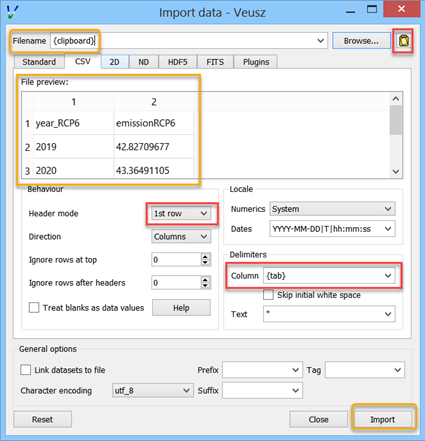 Import data - Veusz
Filename {clipboard} Browse...
Standard CSV 2D ND HDF5 FITS Plugins
File preview:
1 2
1 year_RCP6 emissionRCP6
2 2019 42.82709677
3 2020 43.36491105
Behaviour
Header mode 1st row
Direction Columns
Ignore rows at top 0
Ignore rows after headers 0
Treat blanks as data values Help
Locale
Numerics System
Dates YYYY-MM-DD|T|hh:mm:ss
Delimiters
Column {tab}
Skip initial white space
Text "
General options
Link datasets to file Prefix Tag
Character encoding utf_8 Suffix
Reset Close Import